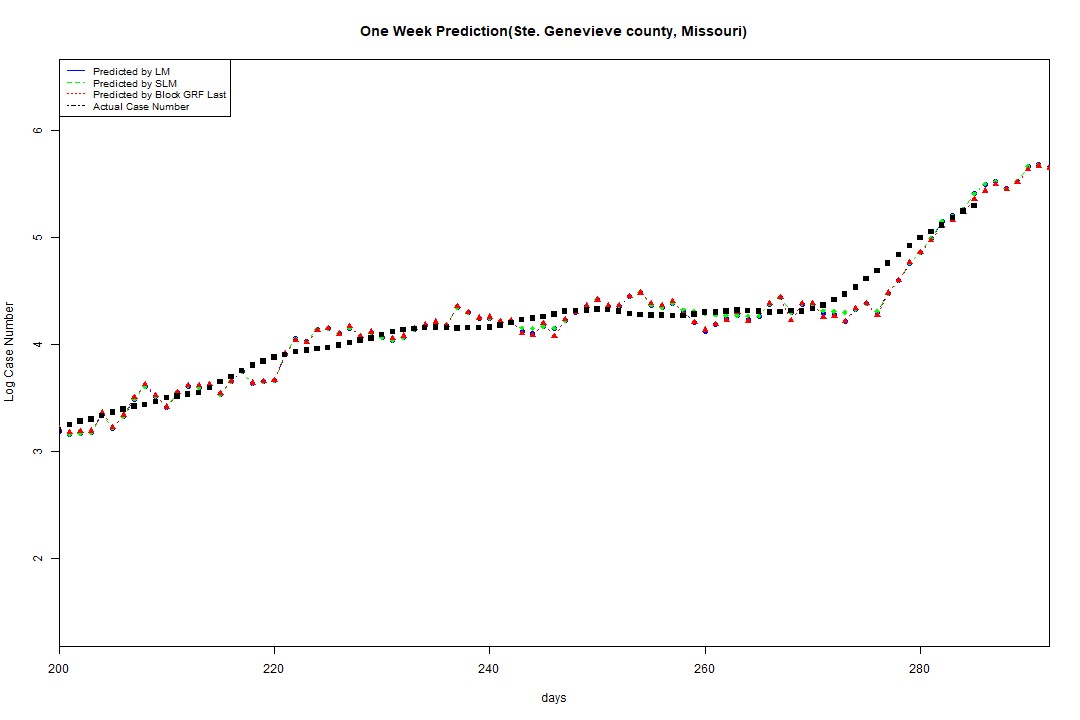 One Week Prediction(Ste. Genevieve county, Missouri)
Predicted by LM
Predicted by SLM
Predicted by Block GRF Last
Actual Case Number
6
5
4
3
2
Log Case Number
200 220 240 260 280
days